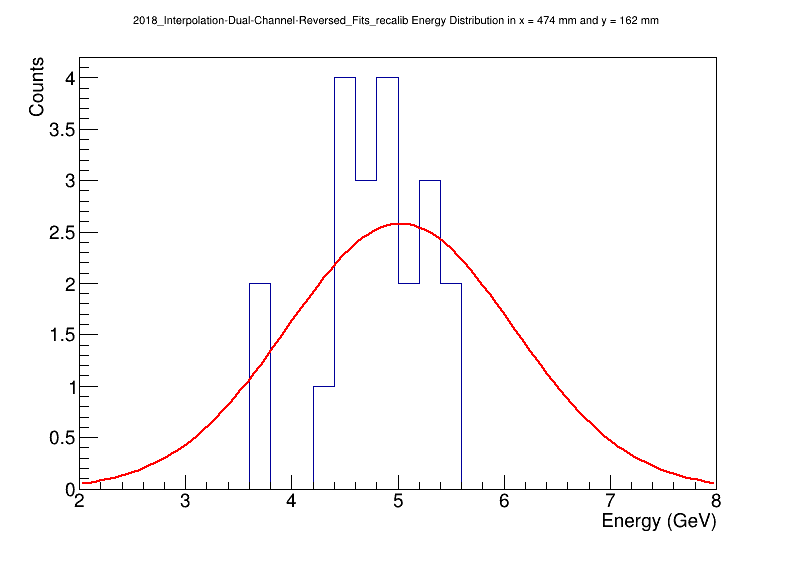 2018_Interpolation-Dual-Channel-Reversed_Fits_recalib Energy Distribution in x = 474 mm and y = 162 mm
Counts
4
3.5
3
2.5
2
1.5
1
0.5
0
2 3 4 5 6 7 8
Energy (GeV)